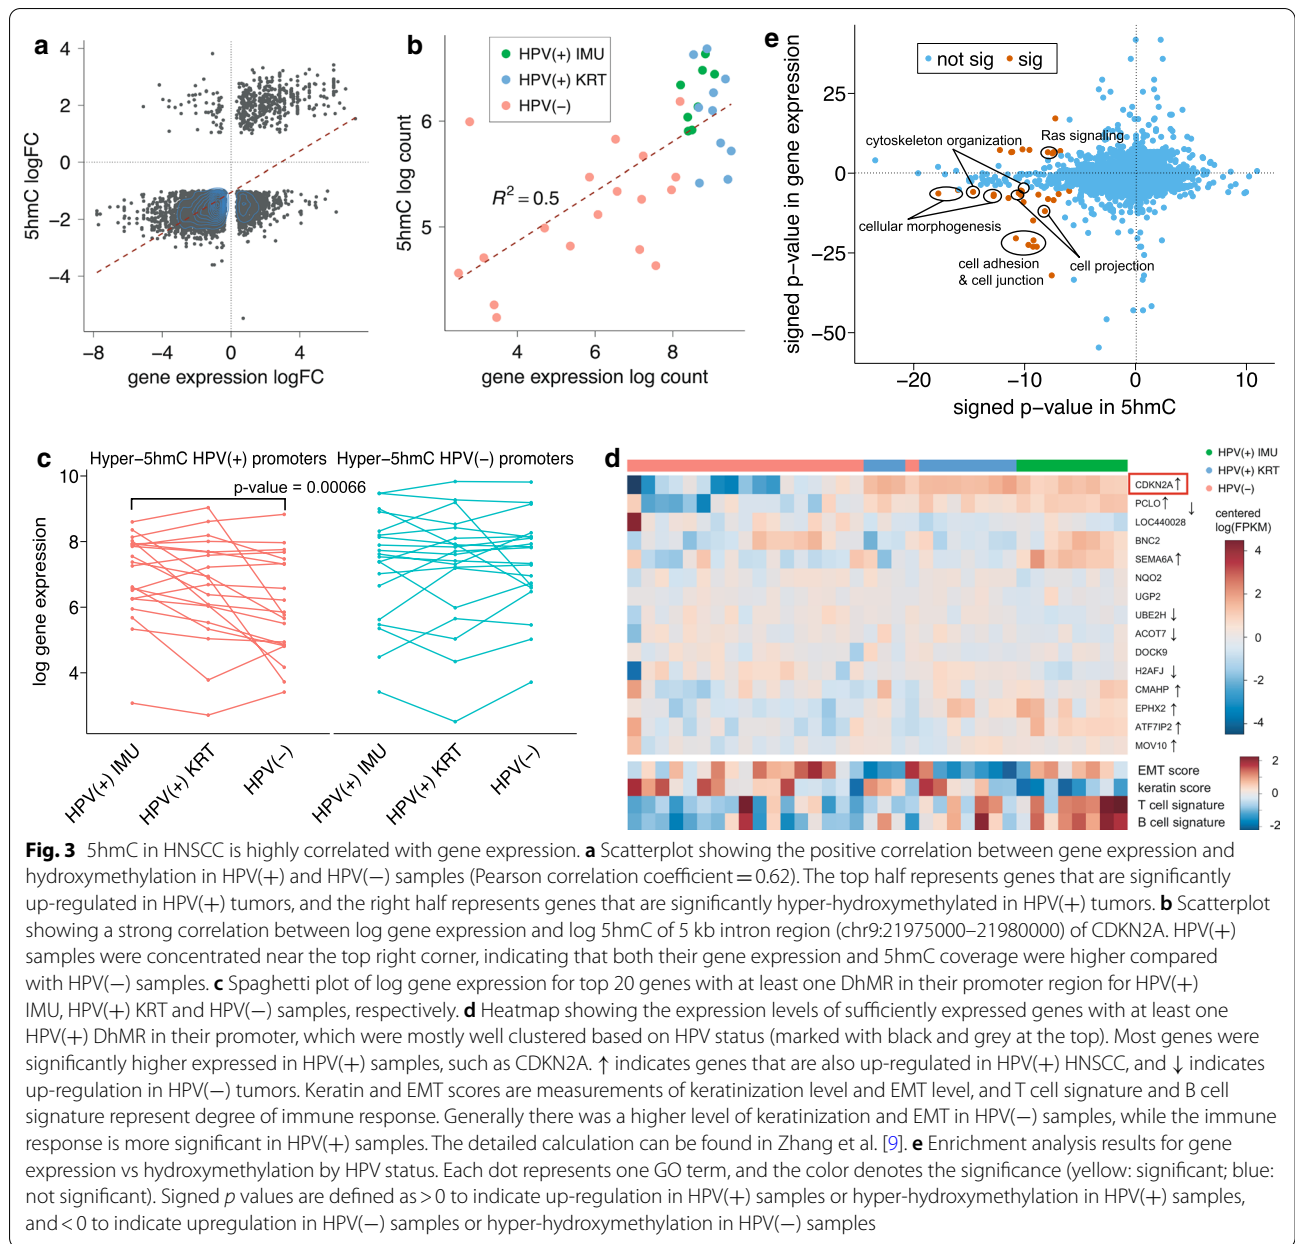 a
5hmC logFC
4
2
0
−2
−4
−8
−4
0
4
gene expression logFC
b
HPV(+) IMU
HPV(+) KRT
HPV(−)
R² = 0.5
5hmC log count
6
5
4
6
8
gene expression log count
e
not sig
sig
signed p−value in gene expression
25
0
−25
−50
cytoskeleton organization
Ras signaling
cellular morphogenesis
cell adhesion
& cell junction
cell projection
−20
−10
0
10
signed p−value in 5hmC
c
Hyper−5hmC HPV(+) promoters
Hyper−5hmC HPV(−) promoters
p-value = 0.00066
log gene expression
10
8
6
4
HPV(+) IMU
HPV(+) KRT
HPV(−)
HPV(+) IMU
HPV(+) KRT
HPV(−)
d
HPV(+) IMU
HPV(+) KRT
HPV(−)
CDKN2A ↑
PCLO ↑
LOC440028 ↓
BNC2
SEMA6A ↑
NQO2
UGP2
UBE2H ↓
ACOT7 ↓
DOCK9
H2AFJ ↓
CMAHP ↑
EPHX2 ↑
ATF7IP2 ↑
MOV10 ↑
centered
log(FPKM)
4
2
0
-2
-4
EMT score
keratin score
T cell signature
B cell signature
2
0
-2
Fig. 3 5hmC in HNSCC is highly correlated with gene expression. a Scatterplot showing the positive correlation between gene expression and
hydroxymethylation in HPV(+) and HPV(−) samples (Pearson correlation coefficient = 0.62). The top half represents genes that are significantly
up-regulated in HPV(+) tumors, and the right half represents genes that are significantly hyper-hydroxymethylated in HPV(+) tumors. b Scatterplot
showing a strong correlation between log gene expression and log 5hmC of 5 kb intron region (chr9:21975000–21980000) of CDKN2A. HPV(+)
samples were concentrated near the top right corner, indicating that both their gene expression and 5hmC coverage were higher compared
with HPV(−) samples. c Spaghetti plot of log gene expression for top 20 genes with at least one DhMR in their promoter region for HPV(+)
IMU, HPV(+) KRT and HPV(−) samples, respectively. d Heatmap showing the expression levels of sufficiently expressed genes with at least one
HPV(+) DhMR in their promoter, which were mostly well clustered based on HPV status (marked with black and grey at the top). Most genes were
significantly higher expressed in HPV(+) samples, such as CDKN2A. ↑ indicates genes that are also up-regulated in HPV(+) HNSCC, and ↓ indicates
up-regulation in HPV(−) tumors. Keratin and EMT scores are measurements of keratinization level and EMT level, and T cell signature and B cell
signature represent degree of immune response. Generally there was a higher level of keratinization and EMT in HPV(−) samples, while the immune
response is more significant in HPV(+) samples. The detailed calculation can be found in Zhang et al. [9]. e Enrichment analysis results for gene
expression vs hydroxymethylation by HPV status. Each dot represents one GO term, and the color denotes the significance (yellow: significant; blue:
not significant). Signed p values are defined as > 0 to indicate up-regulation in HPV(+) samples or hyper-hydroxymethylation in HPV(+) samples,
and < 0 to indicate upregulation in HPV(−) samples or hyper-hydroxymethylation in HPV(−) samples